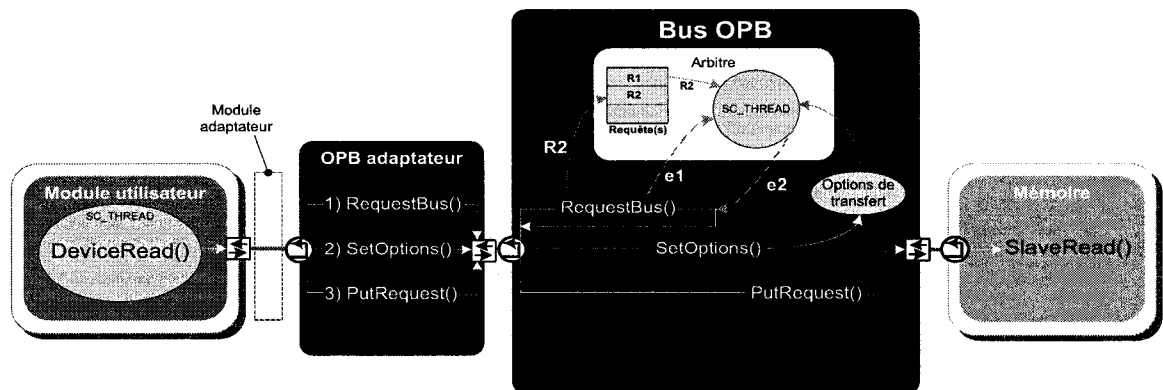 Bus OPB
Arbitre
R1
R2
R2
SC_THREAD
Requête(s)
Module
adaptateur
OPB adaptateur
R2
e1
e2
Options de
transfert
Module utilisateur
SC_THREAD
DeviceRead()
1) RequestBus()
2) SetOptions()
3) PutRequest()
RequestBus()
SetOptions()
PutRequest()
Mémoire
SlaveRead()